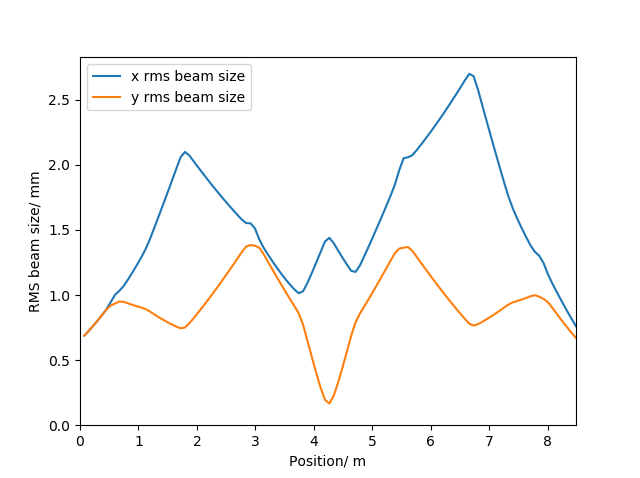 x rms beam size
y rms beam size
2.5
2.0
1.5
1.0
0.5
0.0
RMS beam size/ mm
0 1 2 3 4 5 6 7 8
Position/ m